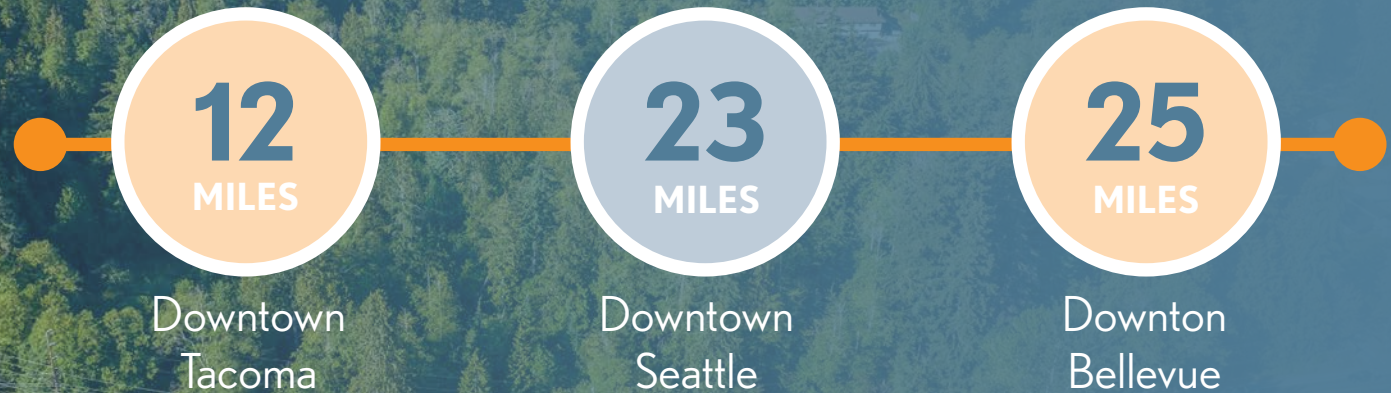 12
MILES
Downtown
Tacoma
23
MILES
Downtown
Seattle
25
MILES
Downton
Bellevue